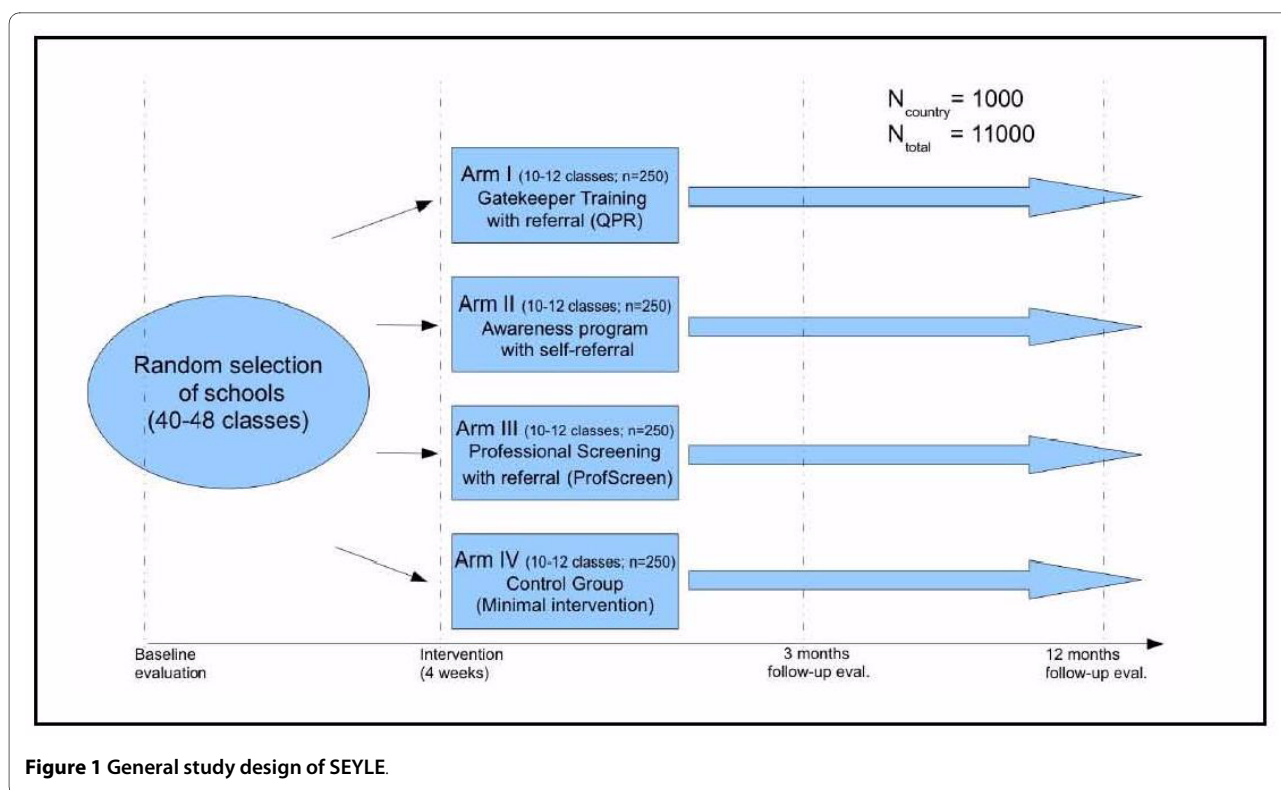 N country = 1000
N total = 11000
Arm I (10-12 classes; n=250)
Gatekeeper Training
with referral (QPR)
Arm II (10-12 classes; n=250)
Awareness program
with self-referral
Random selection
of schools
(40-48 classes)
Arm III (10-12 classes; n=250)
Professional Screening
with referral (ProfScreen)
Arm IV (10-12 classes; n=250)
Control Group
(Minimal intervention)
Baseline
evaluation
Intervention
(4 weeks)
3 months
follow-up eval.
12 months
follow-up eval.
Figure 1 General study design of SEYLE.